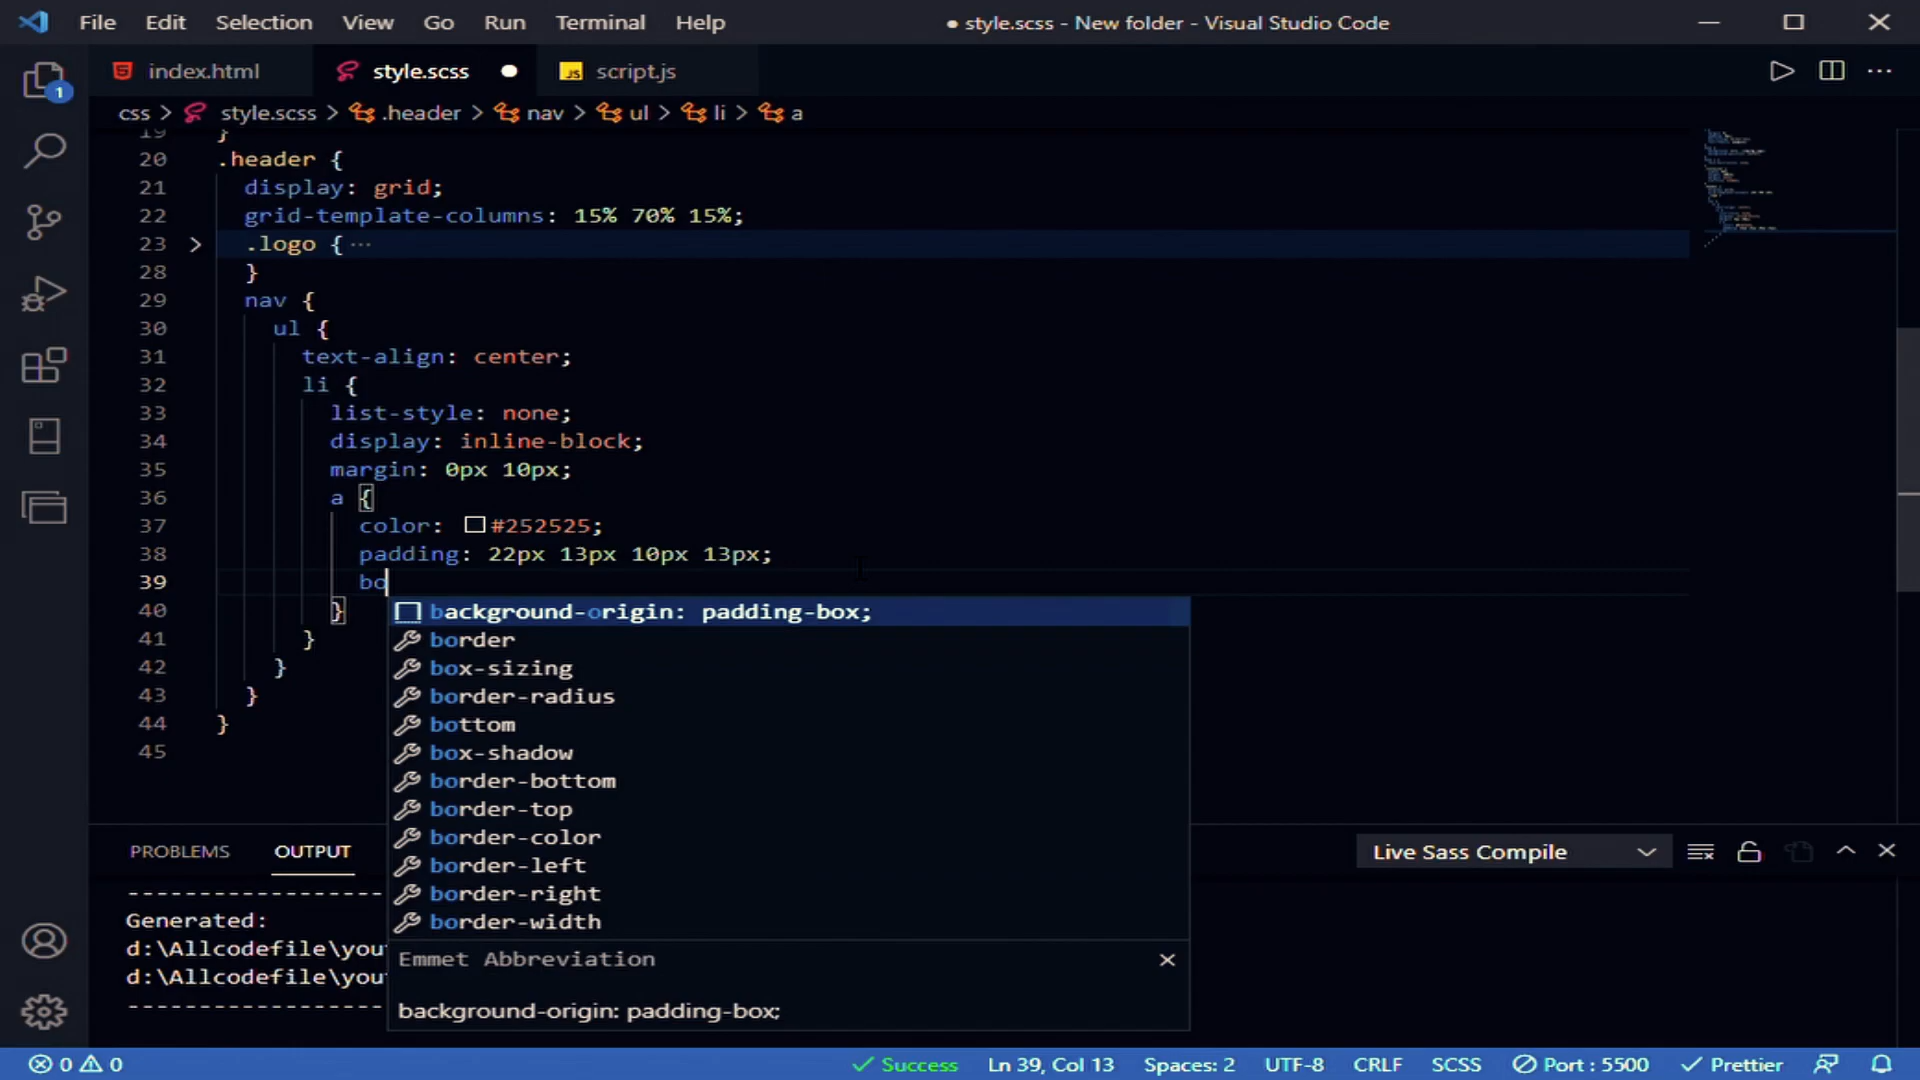 File Edit Selection View Go Run Terminal Help ● style.scss - New folder - Visual Studio Code
1
index.html style.scss ● JS script.js
css > style.scss > .header > nav > ul > li > a
19 }
20 .header {
21 display: grid;
22 grid-template-columns: 15% 70% 15%;
23 .logo { ···
28 }
29 nav {
30 ul {
31 text-align: center;
32 li {
33 list-style: none;
34 display: inline-block;
35 margin: 0px 10px;
36 a {
37 color: #252525;
38 padding: 22px 13px 10px 13px;
39 bo
40 }
background-origin: padding-box;
41 }
border
42 }
box-sizing
43 }
border-radius
44 }
bottom
45
box-shadow
border-bottom
border-top
border-color
border-left
border-right
border-width
Emmet Abbreviation
background-origin: padding-box;
PROBLEMS OUTPUT Live Sass Compile
--------------------
Generated:
d:\Allcodefile\you
d:\Allcodefile\you
--------------------
0 0 Success Ln 39, Col 13 Spaces: 2 UTF-8 CRLF SCSS Port : 5500 Prettier